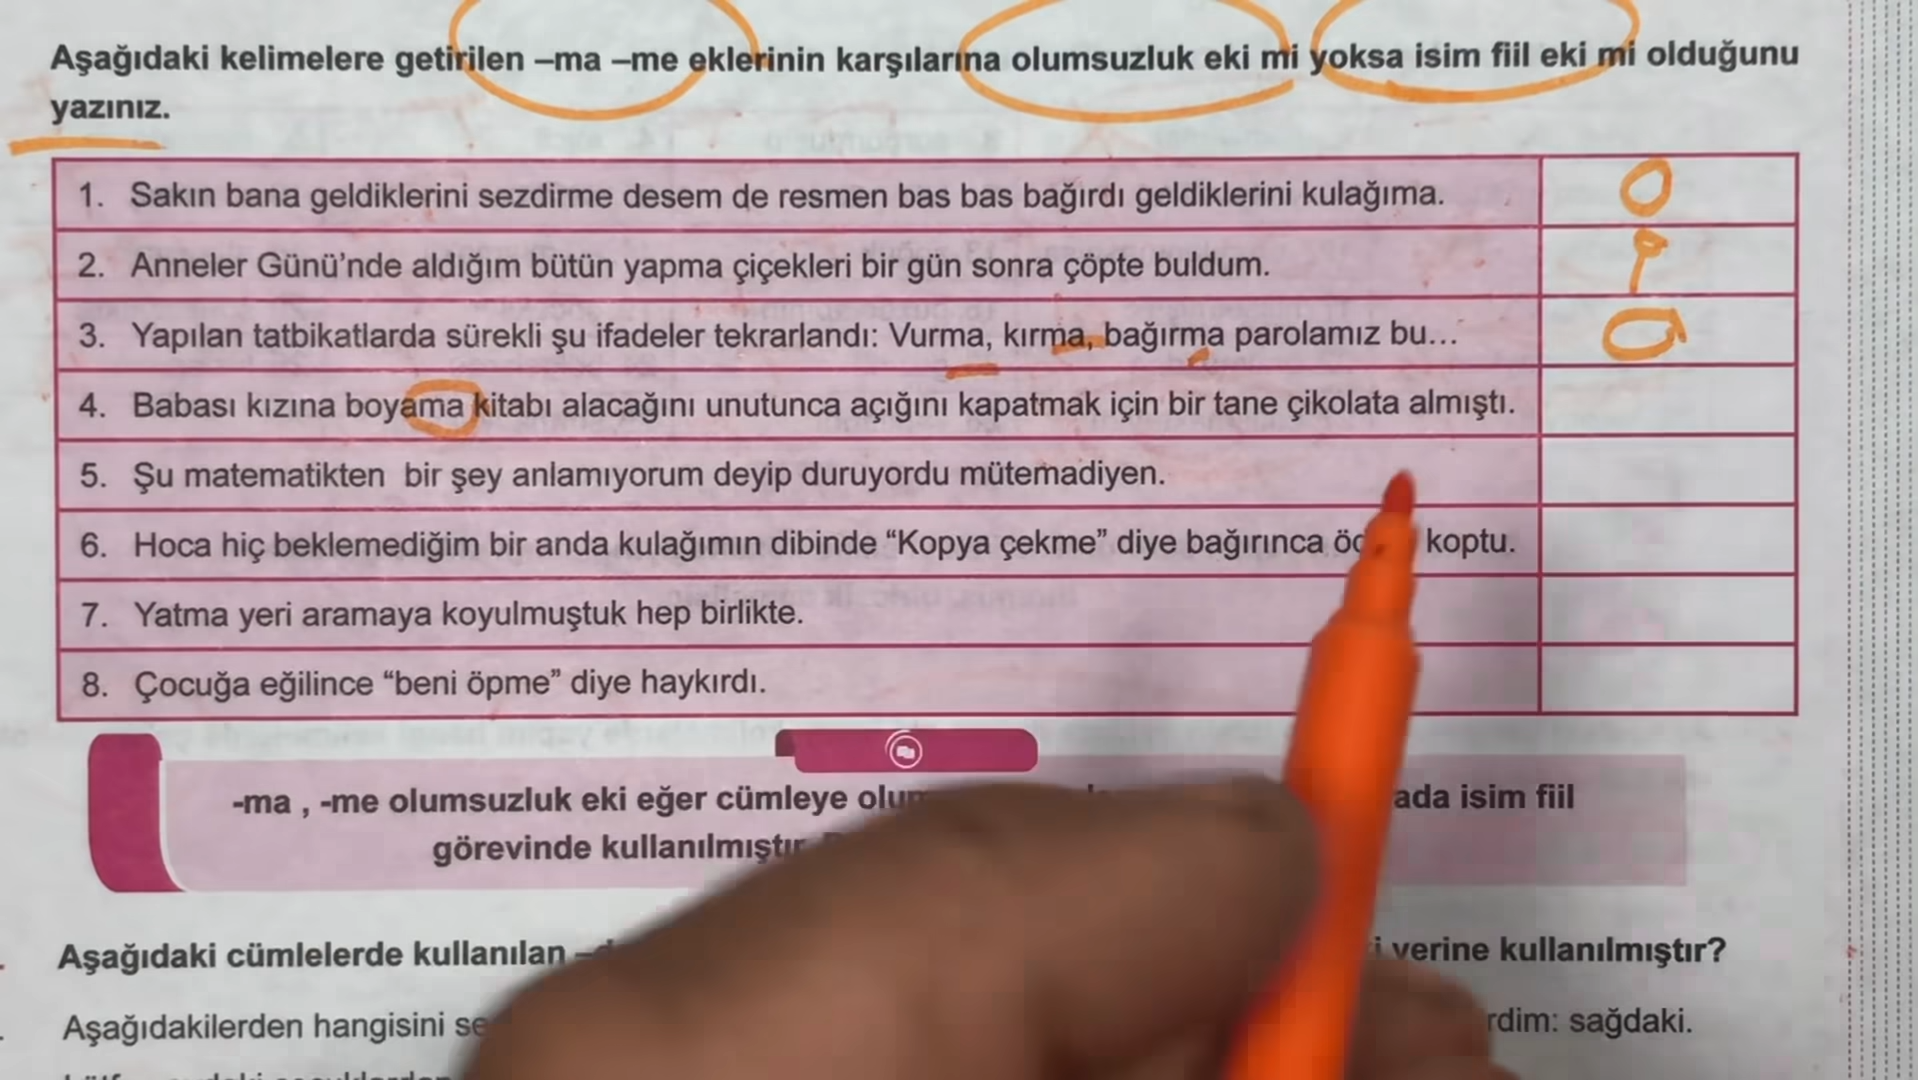 Aşağıdaki kelimelere getirilen –ma –me eklerinin karşılarına olumsuzluk eki mi yoksa isim fiil eki mi olduğunu
yazınız.
1. Sakın bana geldiklerini sezdirme desem de resmen bas bas bağırdı geldiklerini kulağıma. O
2. Anneler Günü’nde aldığım bütün yapma çiçekleri bir gün sonra çöpte buldum.
3. Yapılan tatbikatlarda sürekli şu ifadeler tekrarlandı: Vurma, kırma, bağırma parolamız bu... O
4. Babası kızına boyama kitabı alacağını unutunca açığını kapatmak için bir tane çikolata almıştı.
5. Şu matematikten bir şey anlamıyorum deyip duruyordu mütemadiyen.
6. Hoca hiç beklemediğim bir anda kulağımın dibinde “Kopya çekme” diye bağırınca koptu.
7. Yatma yeri aramaya koyulmuştuk hep birlikte.
8. Çocuğa eğilince “beni öpme” diye haykırdı.
-ma , -me olumsuzluk eki eğer cümleye isim fiil
görevinde kullanılmıştır
Aşağıdaki cümlelerde kullanılan yerine kullanılmıştır?
Aşağıdakilerden hangisini sağdaki.